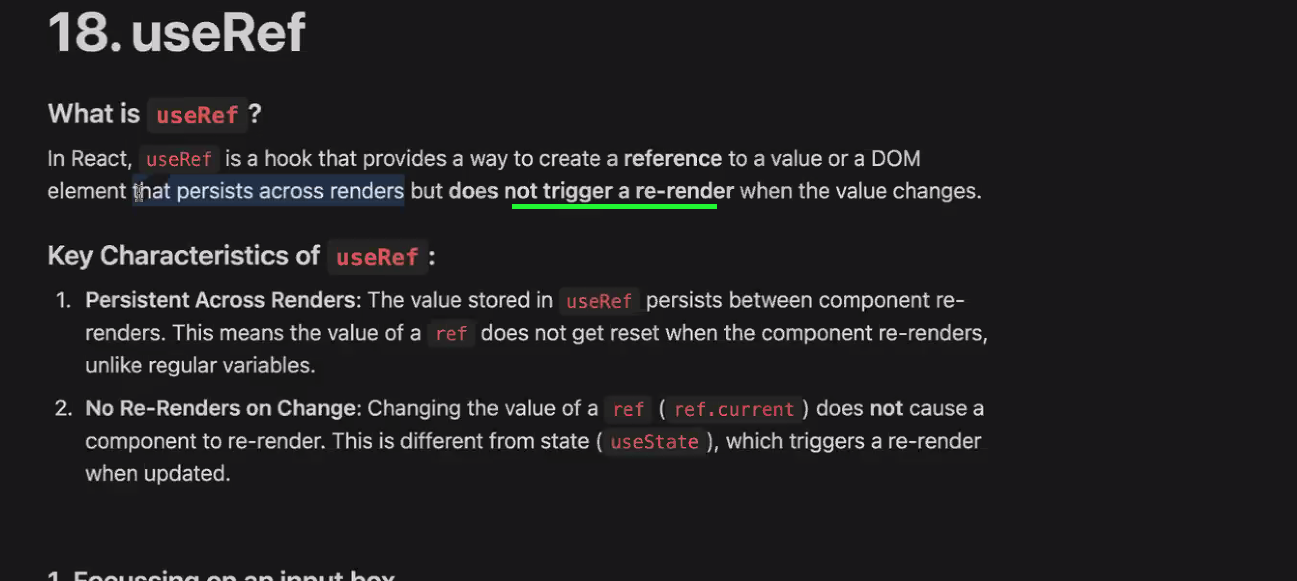 18. useRef
What is useRef ?
In React, useRef is a hook that provides a way to create a reference to a value or a DOM
element that persists across renders but does not trigger a re-render when the value changes.
Key Characteristics of useRef :
1. Persistent Across Renders: The value stored in useRef persists between component re-
renders. This means the value of a ref does not get reset when the component re-renders,
unlike regular variables.
2. No Re-Renders on Change: Changing the value of a ref ( ref.current ) does not cause a
component to re-render. This is different from state ( useState ), which triggers a re-render
when updated.
1. Focussing on an input box